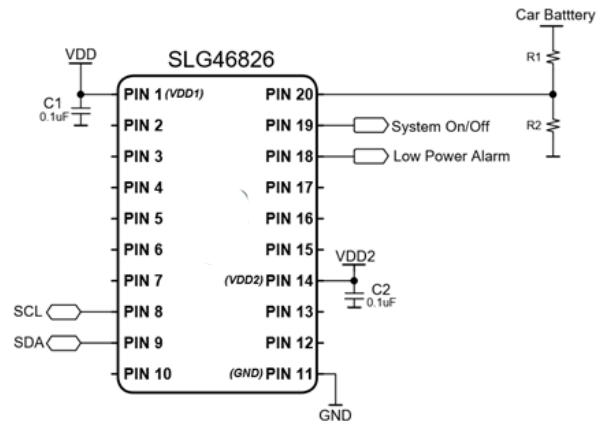 Car Batttery
SLG46826
VDD
R1
PIN 1 (VDD1)
PIN 20
C1
0.1uF
PIN 2
PIN 19
System On/Off
R2
PIN 3
PIN 18
Low Power Alarm
PIN 4
PIN 17
PIN 5
PIN 16
PIN 6
PIN 15
VDD2
PIN 7
(VDD2) PIN 14
C2
0.1uF
SCL
PIN 8
PIN 13
SDA
PIN 9
PIN 12
PIN 10
(GND) PIN 11
GND